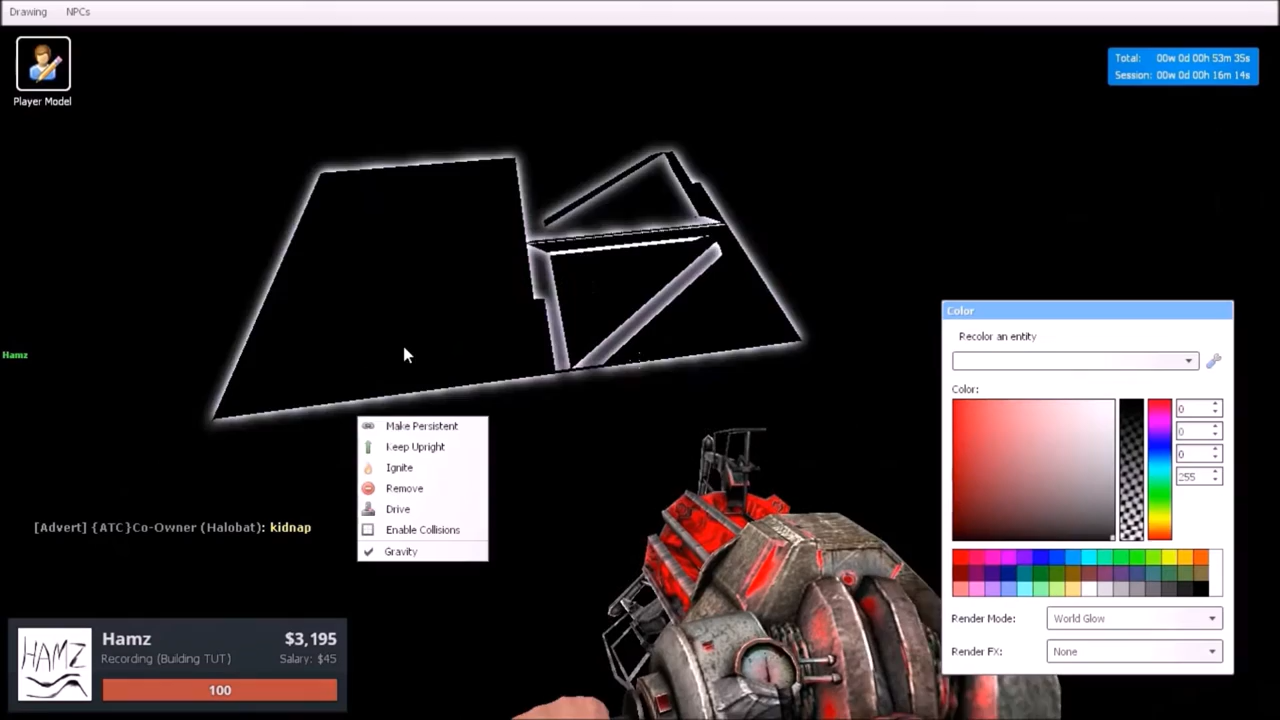 Drawing NPCs
Player Model
Total: 00w 0d 00h 53m 35s
Session: 00w 0d 00h 16m 14s
Hamz
Color
Recolor an entity
Color:
0
0
0
255
Make Persistent
Keep Upright
Ignite
Remove
Drive
Enable Collisions
Gravity
[Advert] {ATC}Co-Owner (Halobat): kidnap
Render Mode: World Glow
Render FX: None
HAMZ
Hamz $3,195
Recording (Building TUT) Salary: $45
100